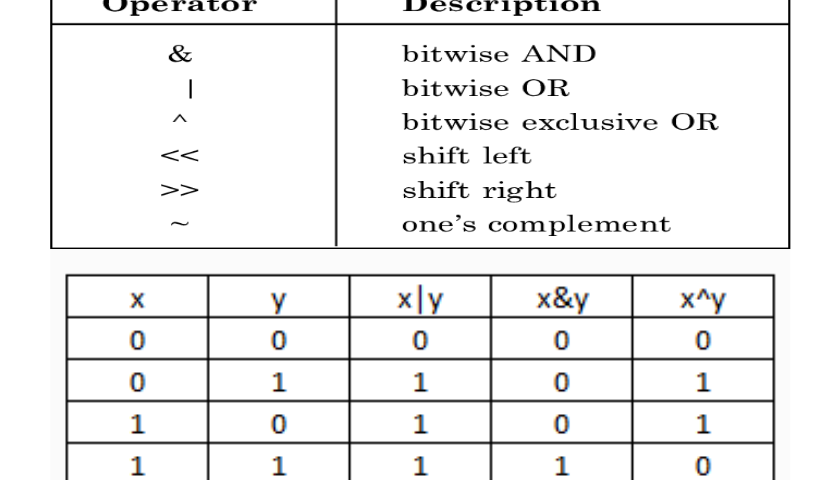 Operator Description
& bitwise AND
| bitwise OR
^ bitwise exclusive OR
<< shift left
>> shift right
~ one's complement
x y x|y x&y x^y
0 0 0 0 0
0 1 1 0 1
1 0 1 0 1
1 1 1 1 0